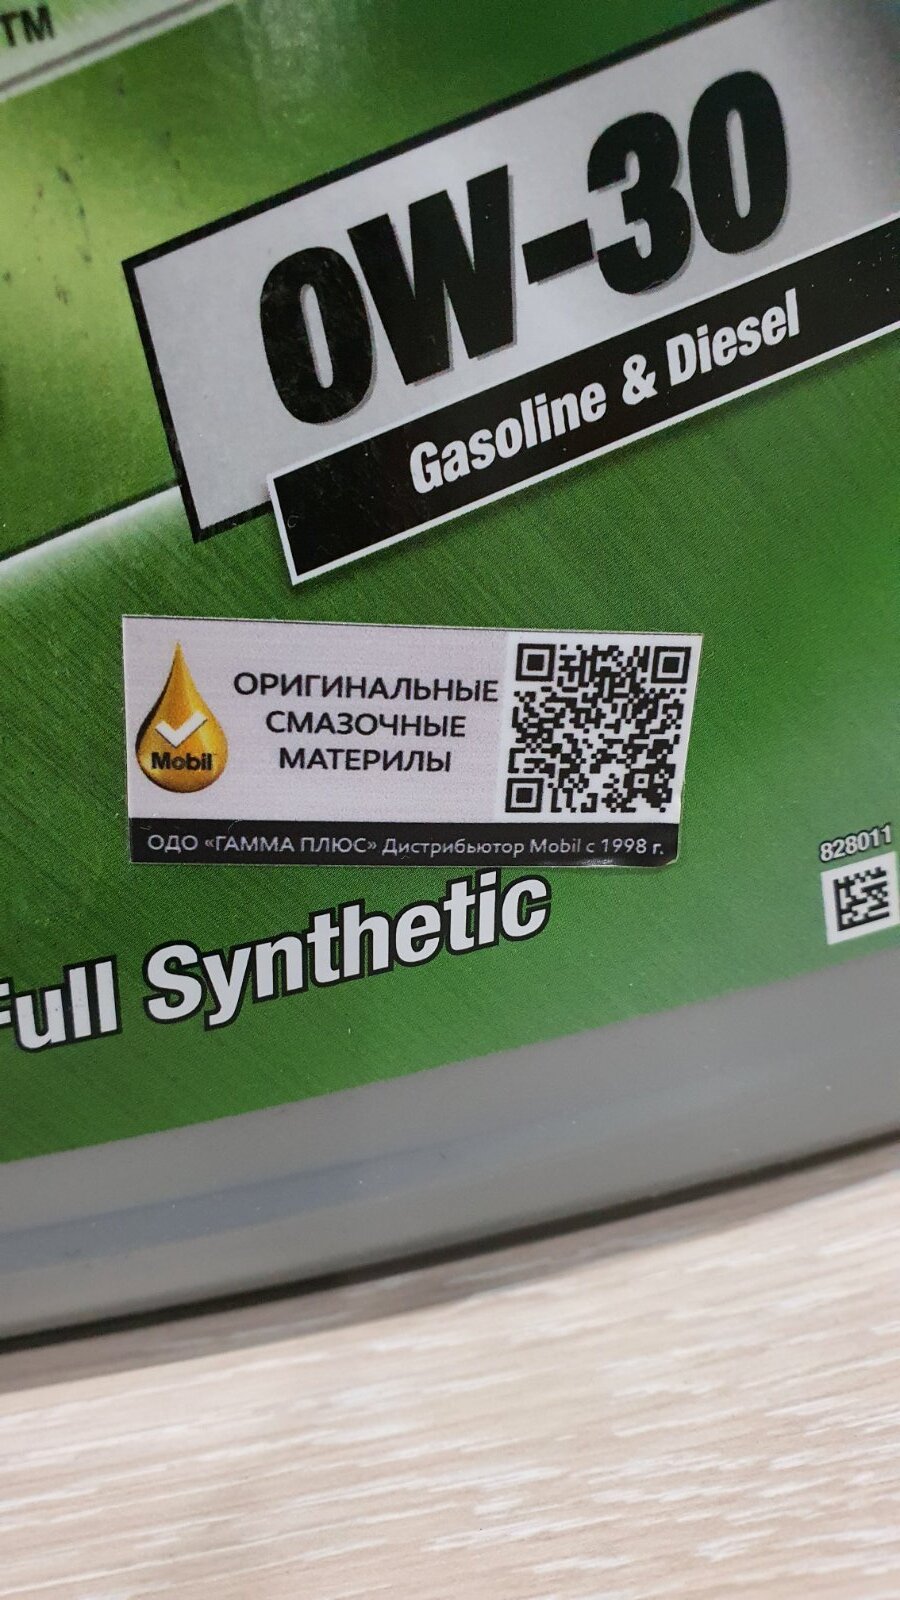 TM
0W-30
Gasoline & Diesel
ОРИГИНАЛЬНЫЕ
СМАЗОЧНЫЕ
МАТЕРИЛЫ
Mobil
ОДО «ГАММА ПЛЮС» Дистрибьютор Mobil с 1998 г.
828011
Full Synthetic